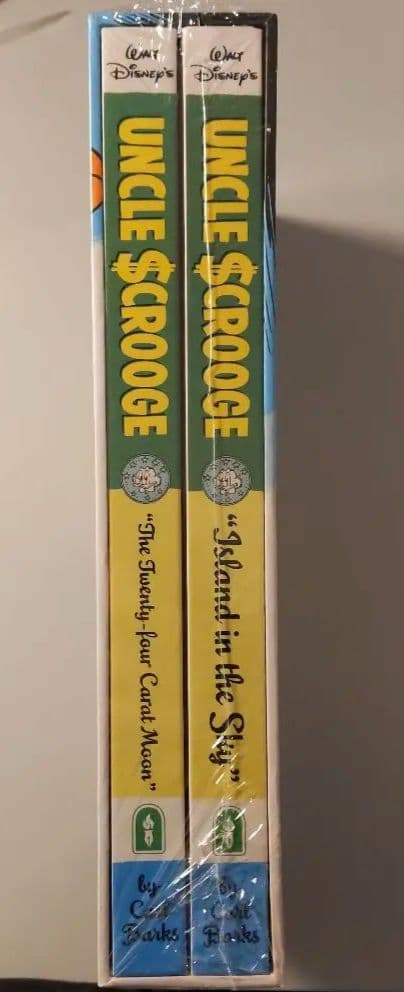 Walt
Disney's
UNCLE $CROOGE
"The Twenty-four Carat Moon"
by
Carl
Barks
Walt
Disney's
UNCLE $CROOGE
"Island in the Sky"
by
Carl
Barks